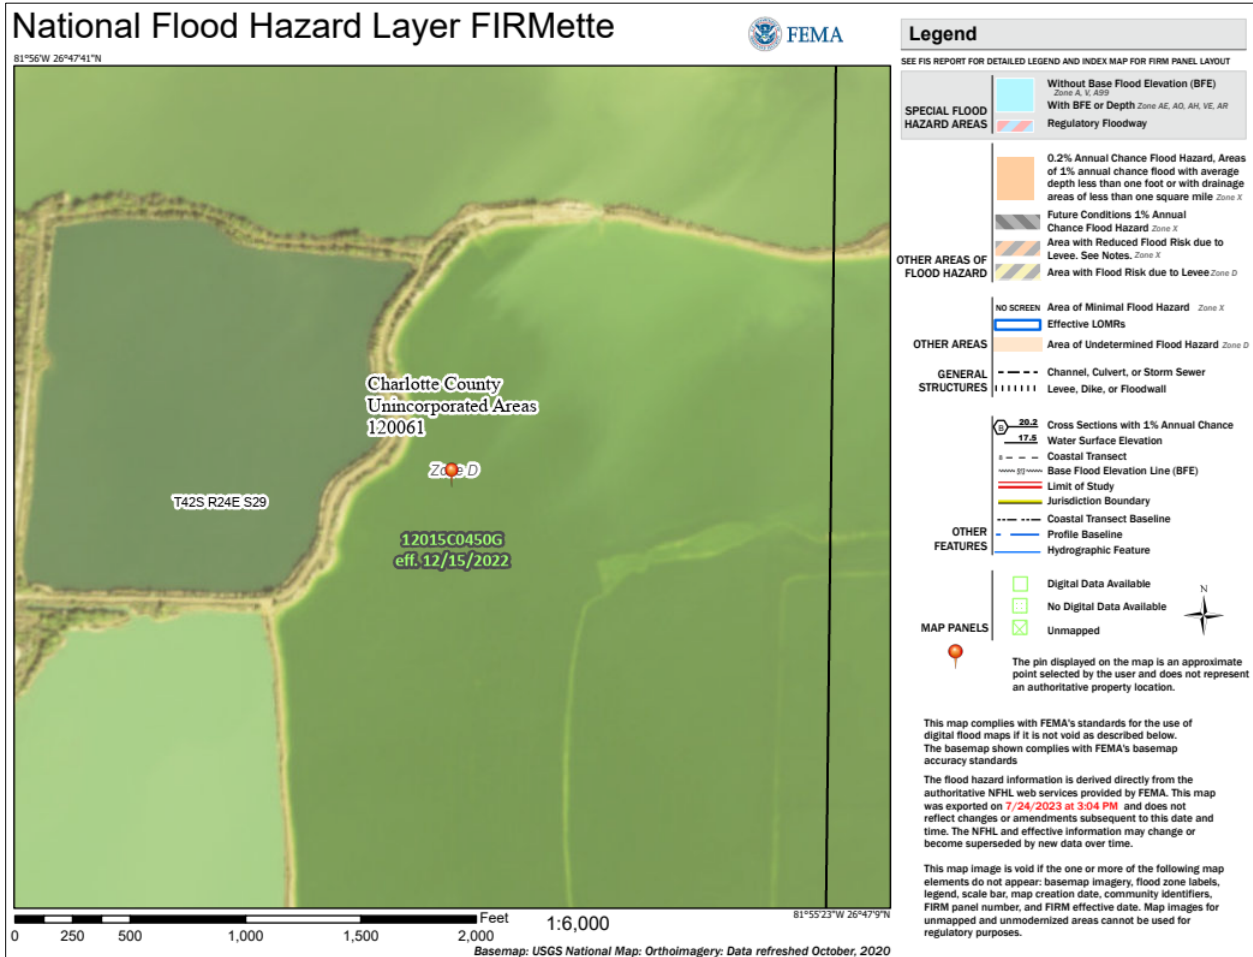 National Flood Hazard Layer FIRMette
FEMA
81°56'W 26°47'41"N
Charlotte County
Unincorporated Areas
120061
Zone D
T42S R24E S29
12015C0450G
eff. 12/15/2022
81°55'23"W 26°47'9"N
Feet
1:6,000
0 250 500 1,000 1,500 2,000
Basemap: USGS National Map: Orthoimagery: Data refreshed October, 2020
Legend
SEE FIS REPORT FOR DETAILED LEGEND AND INDEX MAP FOR FIRM PANEL LAYOUT
SPECIAL FLOOD
HAZARD AREAS
Without Base Flood Elevation (BFE)
Zone A, V, A99
With BFE or Depth Zone AE, AO, AH, VE, AR
Regulatory Floodway
0.2% Annual Chance Flood Hazard, Areas
of 1% annual chance flood with average
depth less than one foot or with drainage
areas of less than one square mile Zone X
Future Conditions 1% Annual
Chance Flood Hazard Zone X
Area with Reduced Flood Risk due to
Levee. See Notes. Zone X
Area with Flood Risk due to Levee Zone D
OTHER AREAS OF
FLOOD HAZARD
NO SCREEN Area of Minimal Flood Hazard Zone X
Effective LOMRs
OTHER AREAS
Area of Undetermined Flood Hazard Zone D
GENERAL
STRUCTURES
Channel, Culvert, or Storm Sewer
Levee, Dike, or Floodwall
B 20.2 Cross Sections with 1% Annual Chance
17.5 Water Surface Elevation
8 Coastal Transect
513 Base Flood Elevation Line (BFE)
Limit of Study
Jurisdiction Boundary
Coastal Transect Baseline
OTHER
FEATURES
Profile Baseline
Hydrographic Feature
Digital Data Available
No Digital Data Available
Unmapped
MAP PANELS
N
The pin displayed on the map is an approximate
point selected by the user and does not represent
an authoritative property location.
This map complies with FEMA's standards for the use of
digital flood maps if it is not void as described below.
The basemap shown complies with FEMA's basemap
accuracy standards
The flood hazard information is derived directly from the
authoritative NFHL web services provided by FEMA. This map
was exported on 7/24/2023 at 3:04 PM and does not
reflect changes or amendments subsequent to this date and
time. The NFHL and effective information may change or
become superseded by new data over time.
This map image is void if the one or more of the following map
elements do not appear: basemap imagery, flood zone labels,
legend, scale bar, map creation date, community identifiers,
FIRM panel number, and FIRM effective date. Map images for
unmapped and unmodernized areas cannot be used for
regulatory purposes.